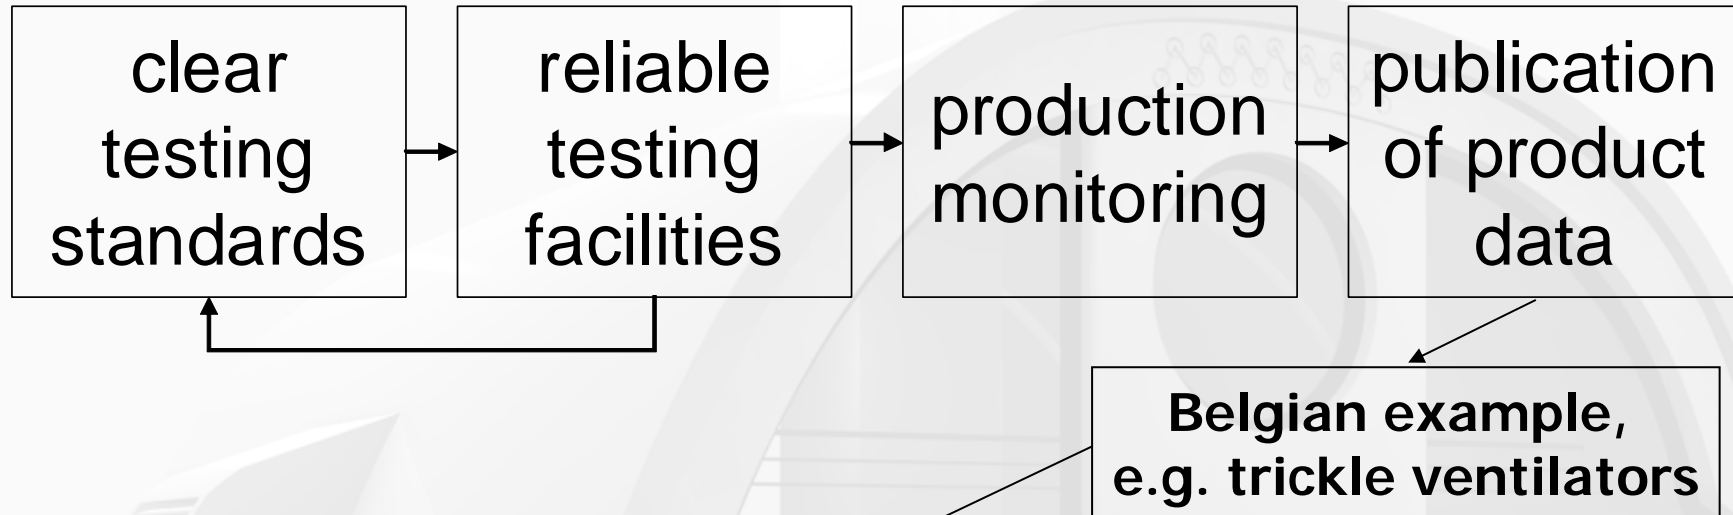 clear
testing
standards
reliable
testing
facilities
production
monitoring
publication
of product
data
Belgian example,
e.g. trickle ventilators